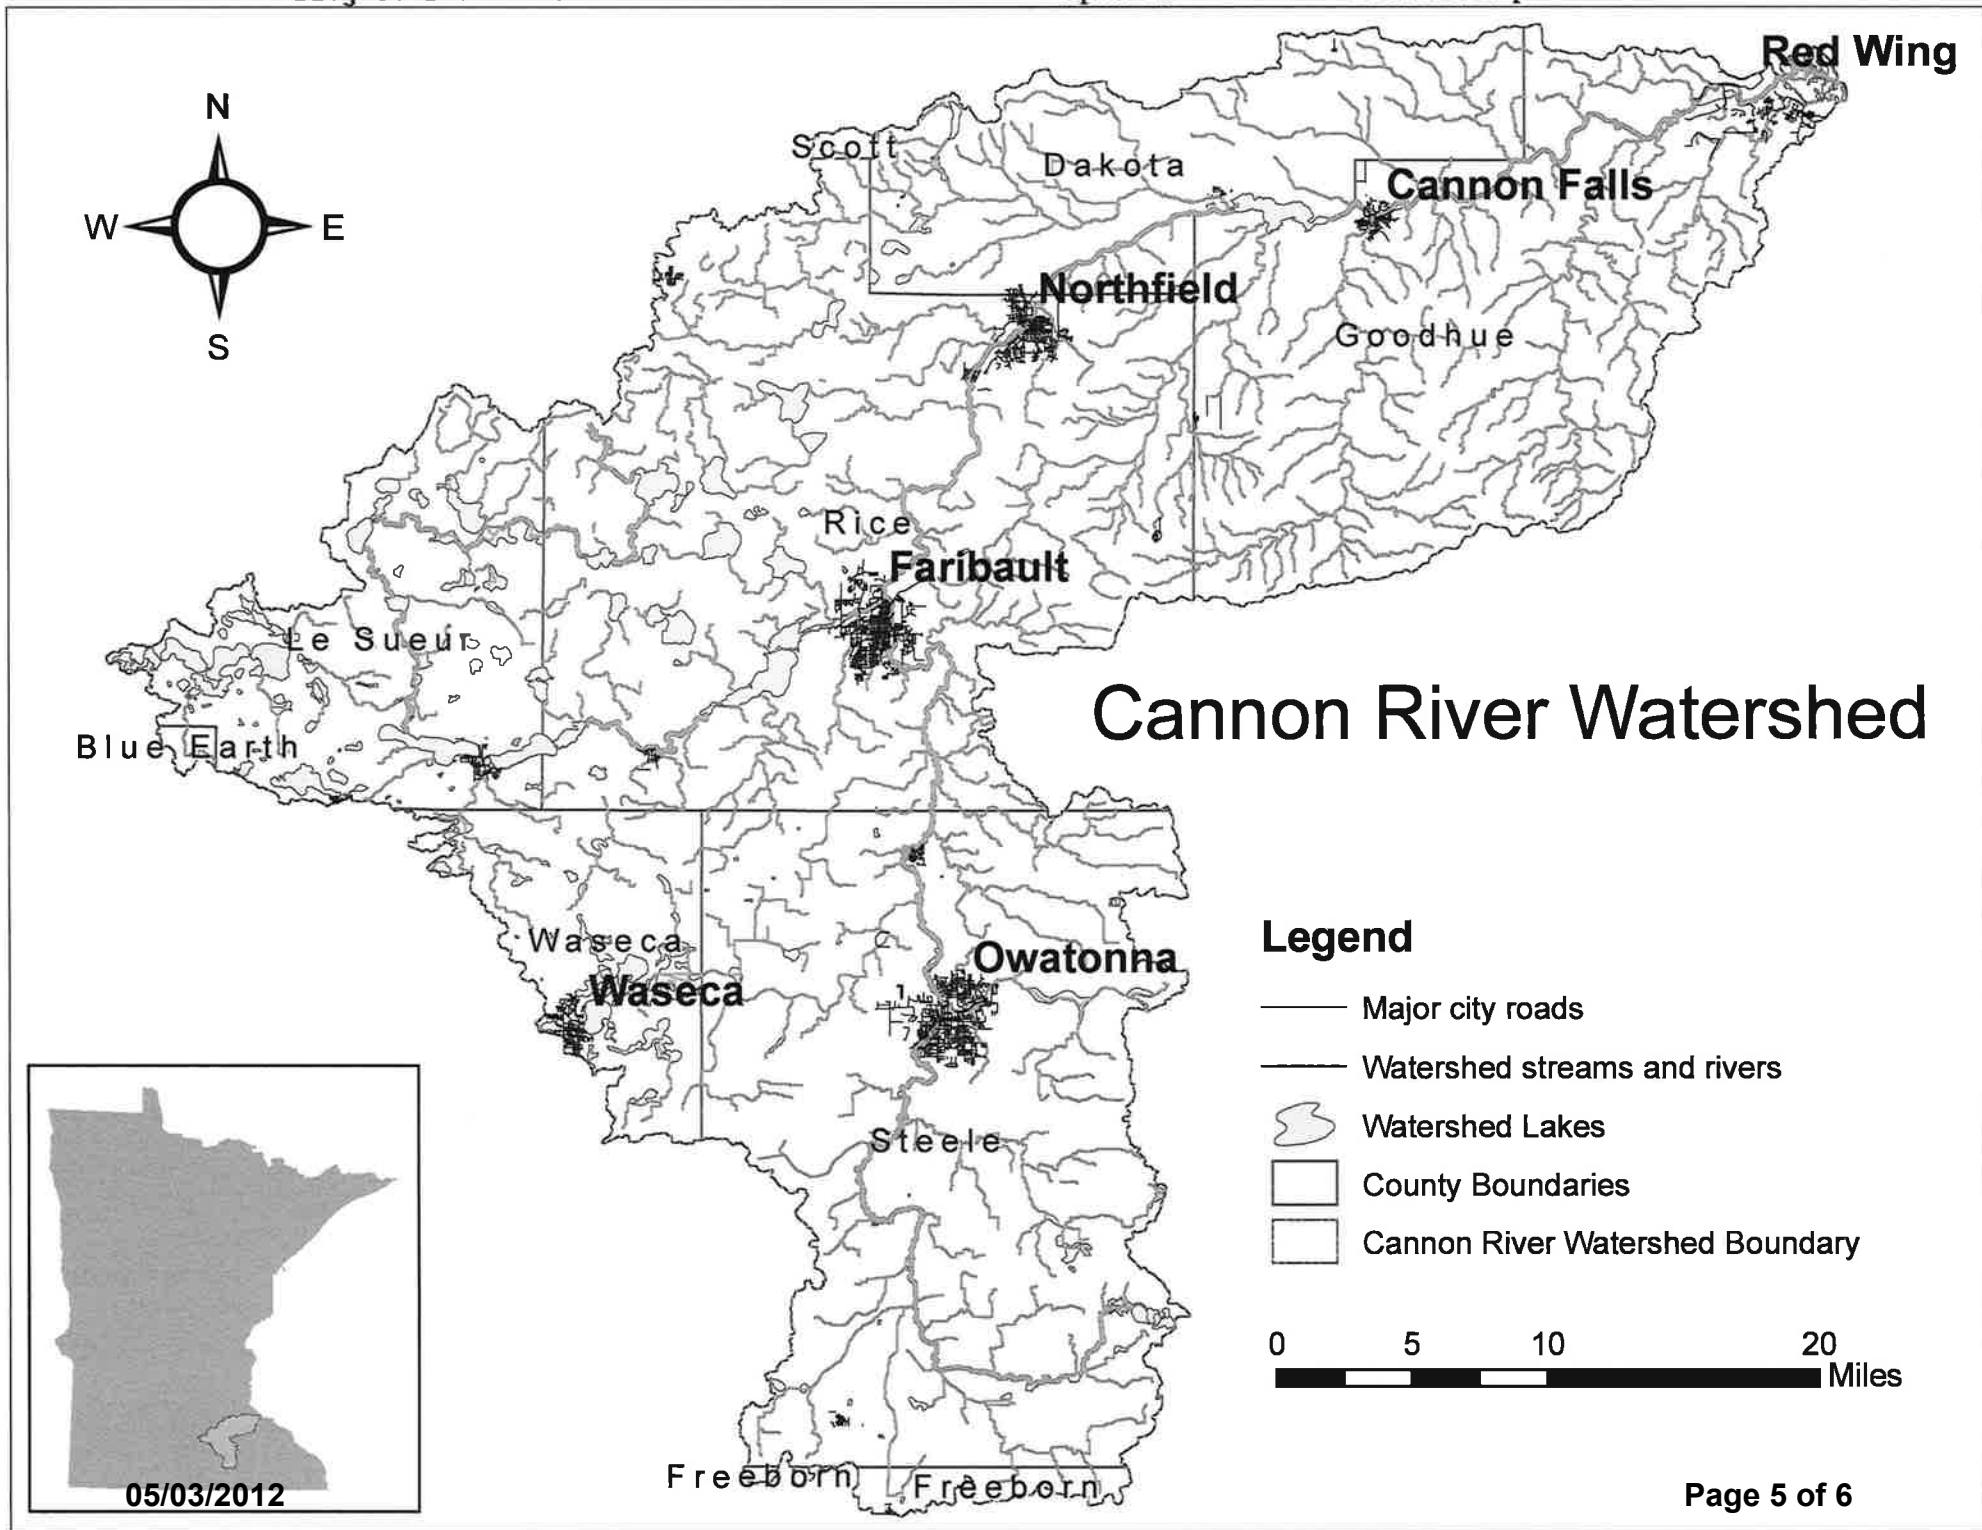 Red Wing
N
Scott
Dakota
Cannon Falls
W
E
Northfield
S
Goodhue
Rice
Faribault
Le Sueur
Cannon River Watershed
Blue Earth
Legend
Waseca
Owatonna
Waseca
Major city roads
Watershed streams and rivers
Watershed Lakes
Steele
County Boundaries
Cannon River Watershed Boundary
0 5 10 20
Miles
Freeborn
Freeborn
05/03/2012
Page 5 of 6